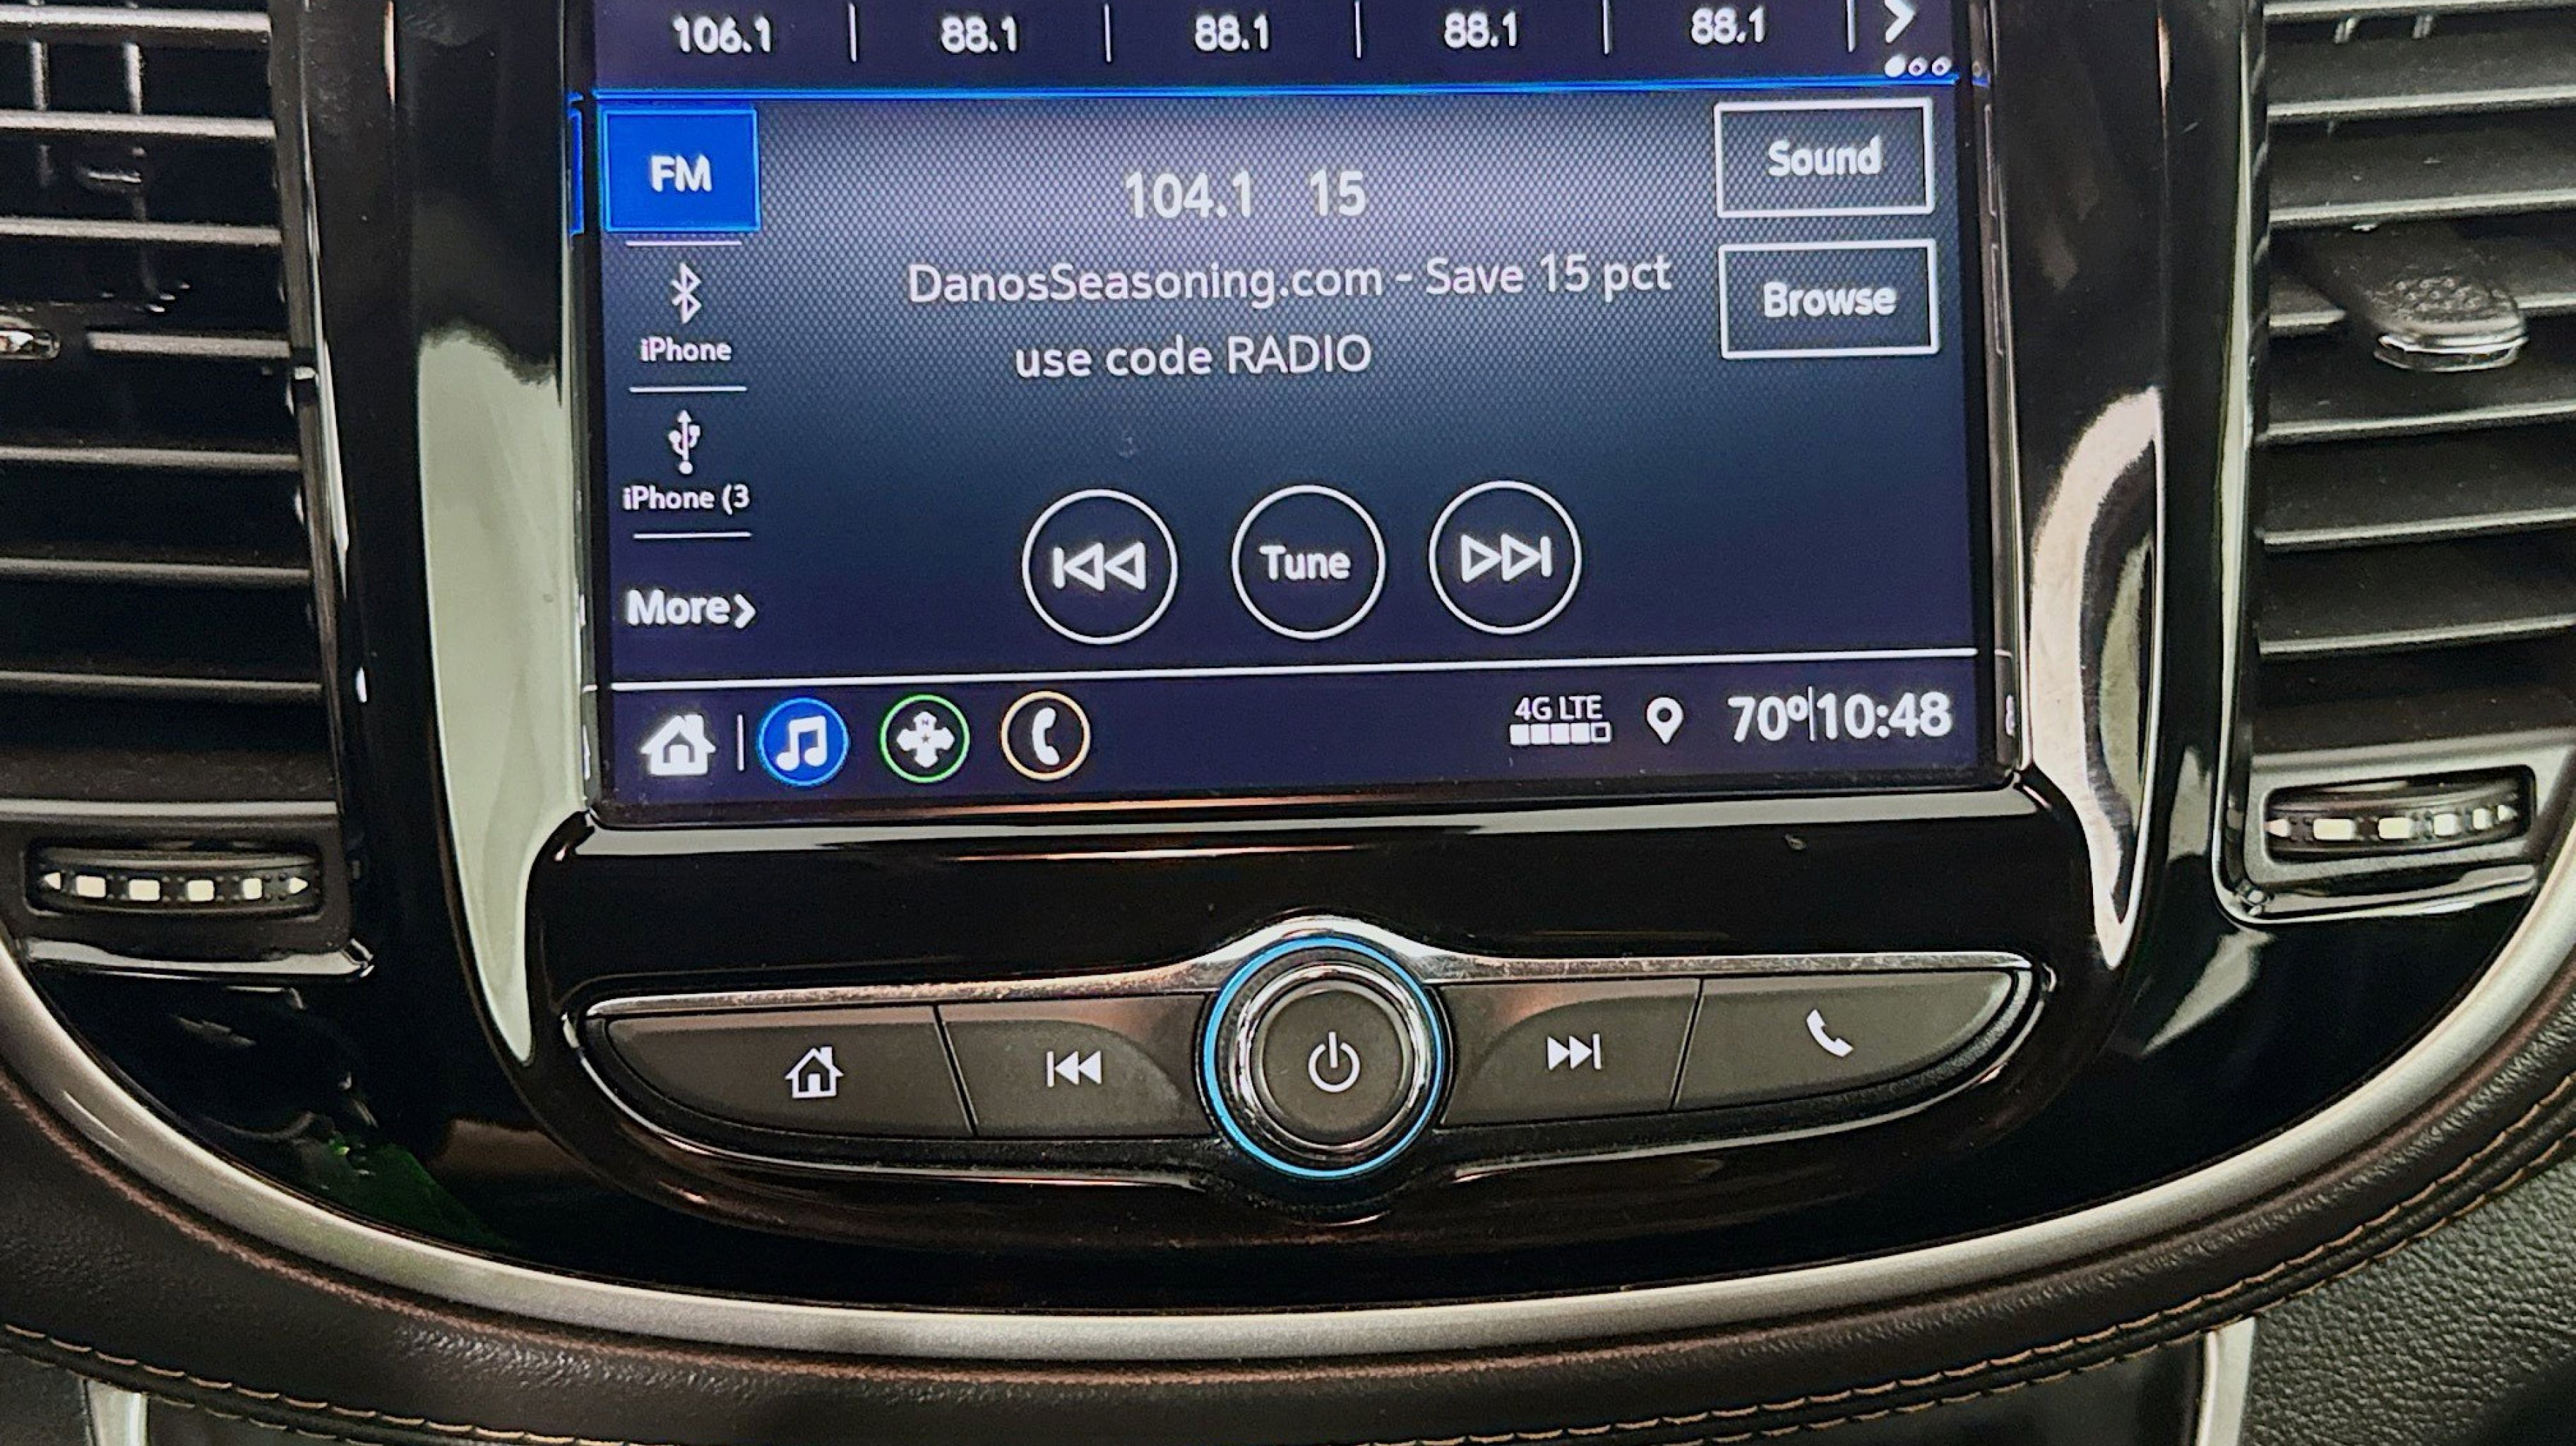 106.1 88.1 88.1 88.1 88.1
FM
104.1 15
Sound
DanosSeasoning.com - Save 15 pct
use code RADIO
Browse
iPhone
iPhone (3
Tune
More
4G LTE
70° 10:48